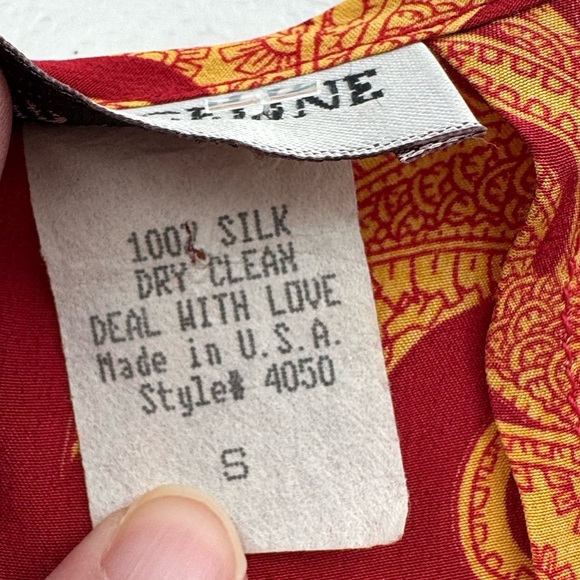 100% SILK
DRY CLEAN
DEAL WITH LOVE
Made in U.S.A.
Style# 4050
S